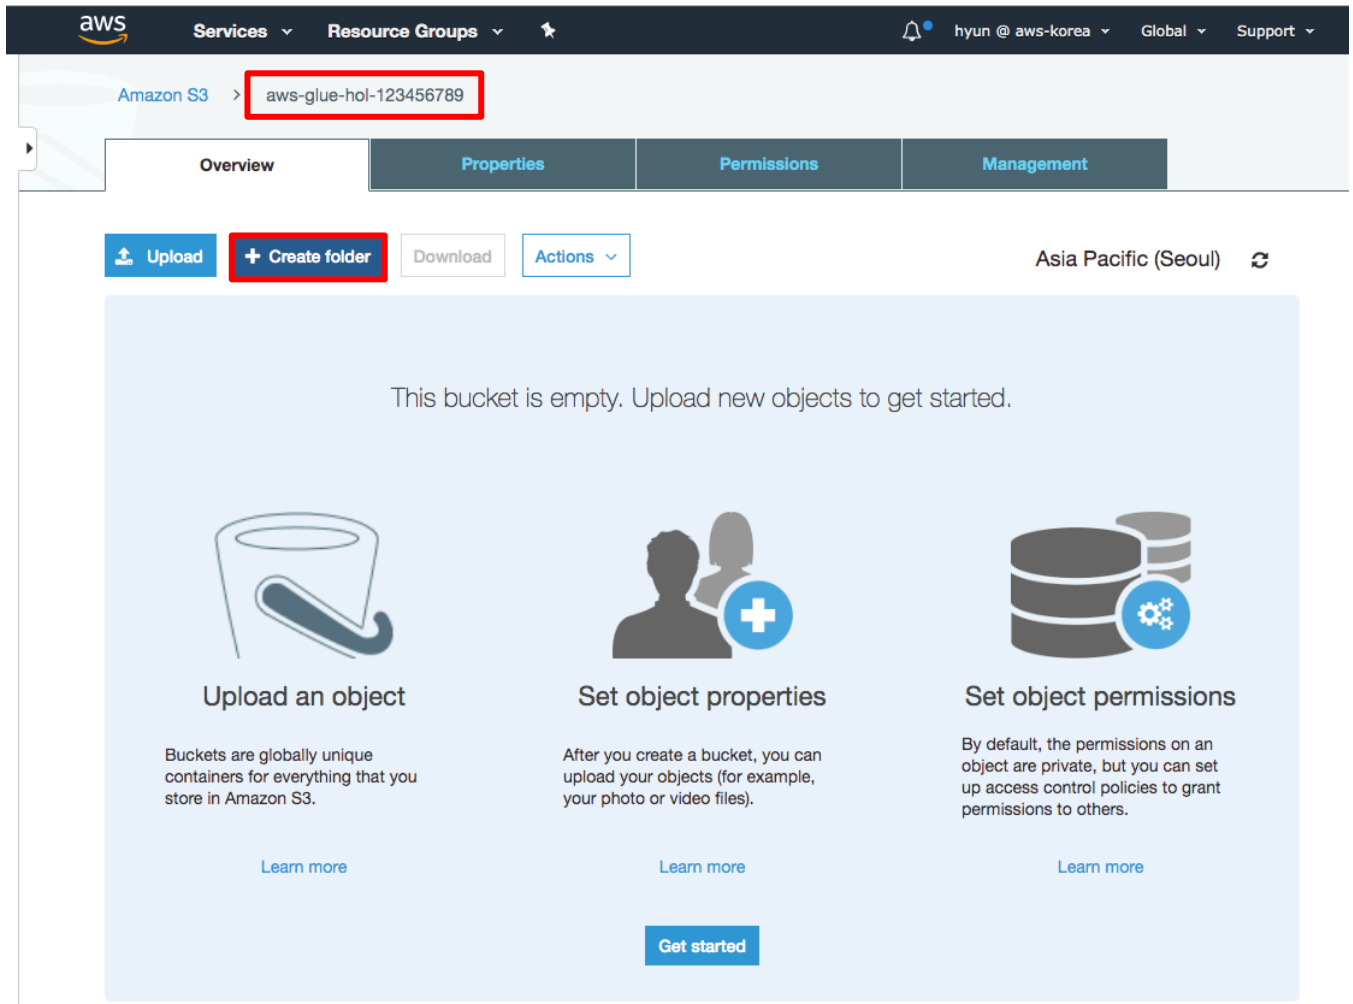 aws Services Resource Groups hyun @ aws-korea Global Support
Amazon S3 > aws-glue-hol-123456789
Overview Properties Permissions Management
Upload + Create folder Download Actions Asia Pacific (Seoul)
This bucket is empty. Upload new objects to get started.
Upload an object
Buckets are globally unique
containers for everything that you
store in Amazon S3.
Learn more
Set object properties
After you create a bucket, you can
upload your objects (for example,
your photo or video files).
Learn more
Set object permissions
By default, the permissions on an
object are private, but you can set
up access control policies to grant
permissions to others.
Learn more
Get started